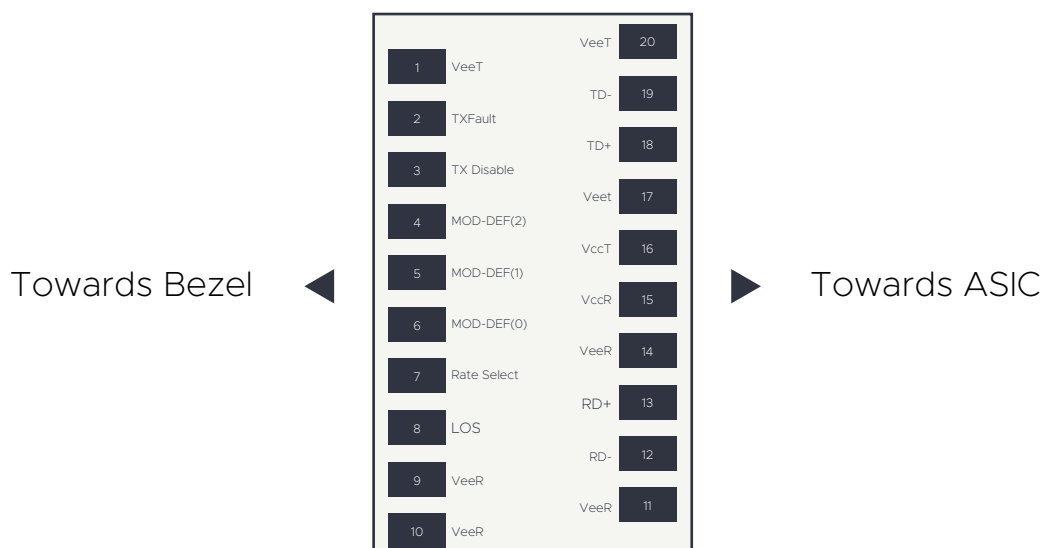 VeeT 20
1 VeeT
TD- 19
2 TXFault
TD+ 18
3 TX Disable
Veet 17
4 MOD-DEF(2)
VccT 16
5 MOD-DEF(1)
Towards Bezel
Towards ASIC
VccR 15
6 MOD-DEF(0)
VeeR 14
7 Rate Select
RD+ 13
8 LOS
RD- 12
9 VeeR
VeeR 11
10 VeeR